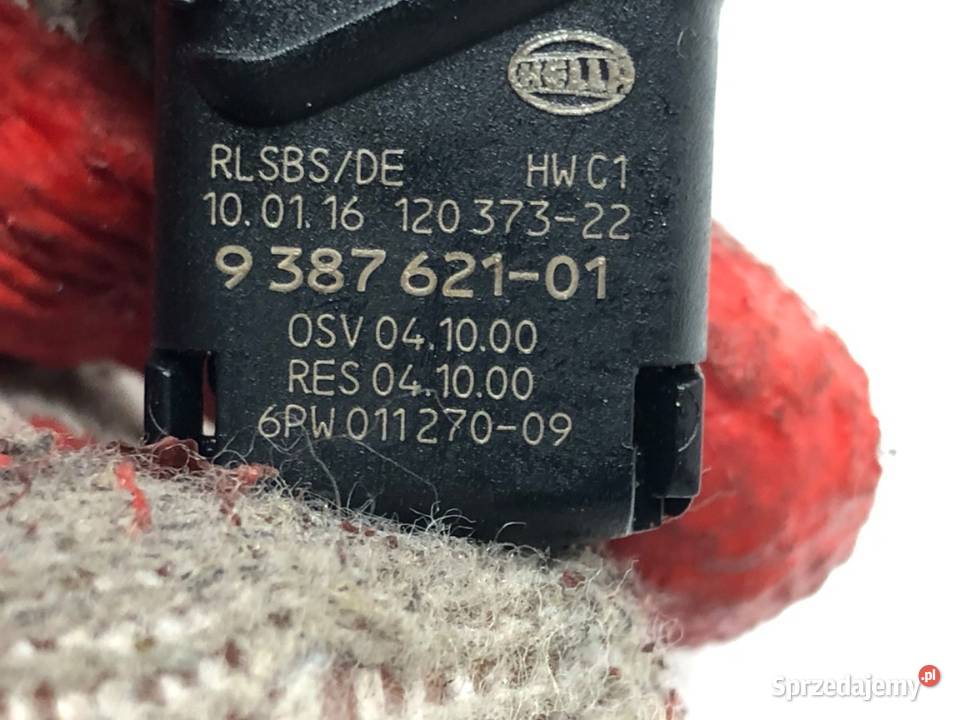 HELLA
RLSBS/DE HW C1
10.01.16 120 373-22
9 387 621-01
OSV 04.10.00
RES 04.10.00
6PW 011 270-09
Sprzedajemy.pl